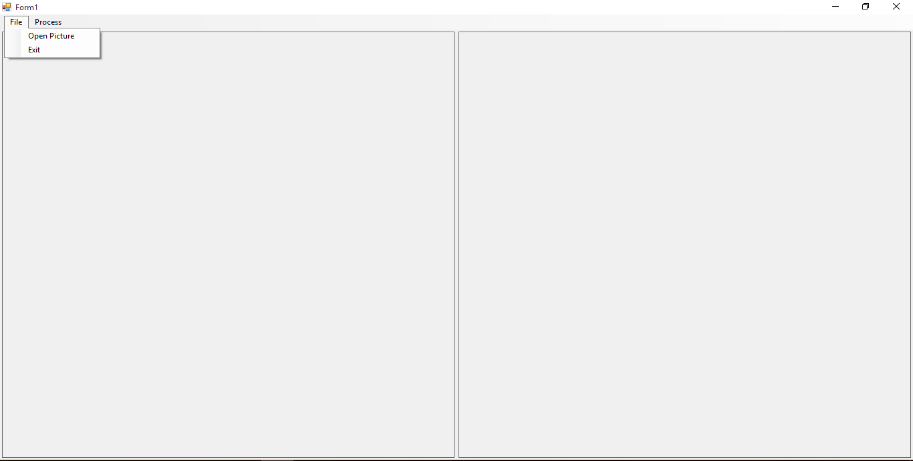 Form1
File Process
Open Picture
Exit